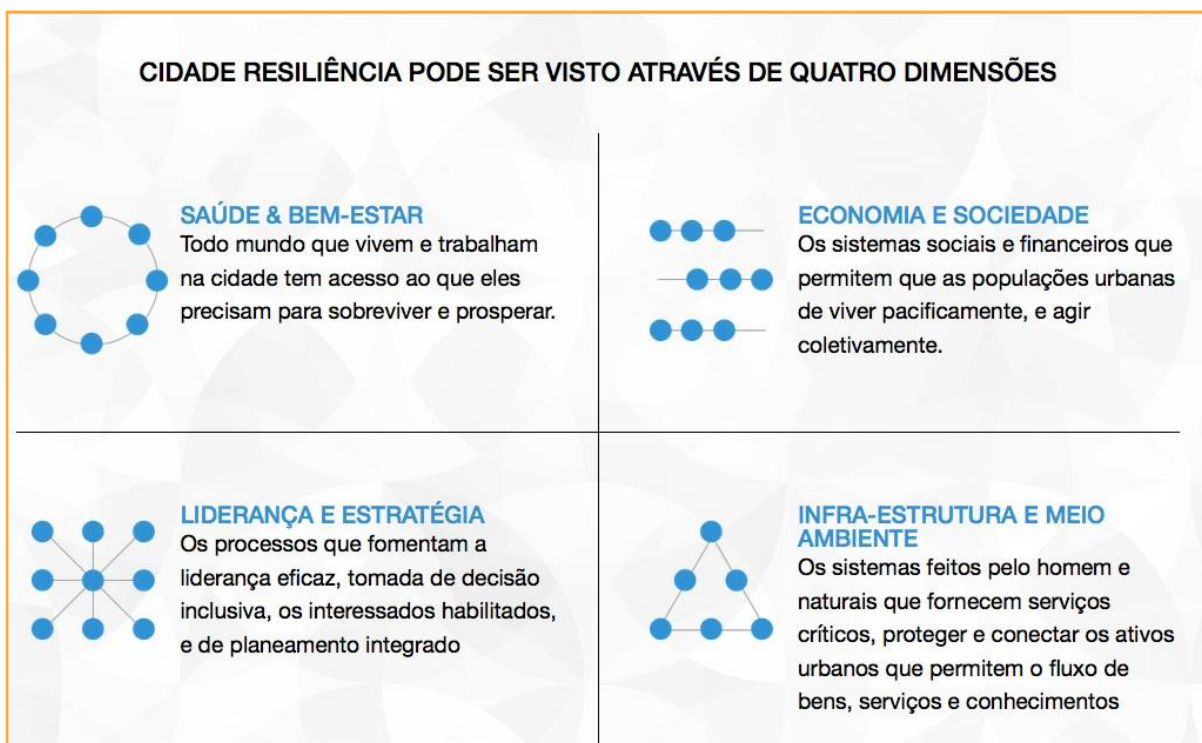 CIDADE RESILIÊNCIA PODE SER VISTO ATRAVÉS DE QUATRO DIMENSÕES
SAÚDE & BEM-ESTAR
Todo mundo que vivem e trabalham
na cidade tem acesso ao que eles
precisam para sobreviver e prosperar.
ECONOMIA E SOCIEDADE
Os sistemas sociais e financeiros que
permitem que as populações urbanas
de viver pacificamente, e agir
coletivamente.
LIDERANÇA E ESTRATÉGIA
Os processos que fomentam a
liderança eficaz, tomada de decisão
inclusiva, os interessados habilitados,
e de planeamento integrado
INFRA-ESTRUTURA E MEIO
AMBIENTE
Os sistemas feitos pelo homem e
naturais que fornecem serviços
críticos, proteger e conectar os ativos
urbanos que permitem o fluxo de
bens, serviços e conhecimentos